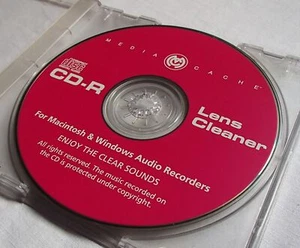 MEDIA CACHE
CD-R
Lens
Cleaner
For Macintosh & Windows Audio Recorders
ENJOY THE CLEAR SOUNDS
All rights reserved. The music recorded on
the CD is protected under copyright.